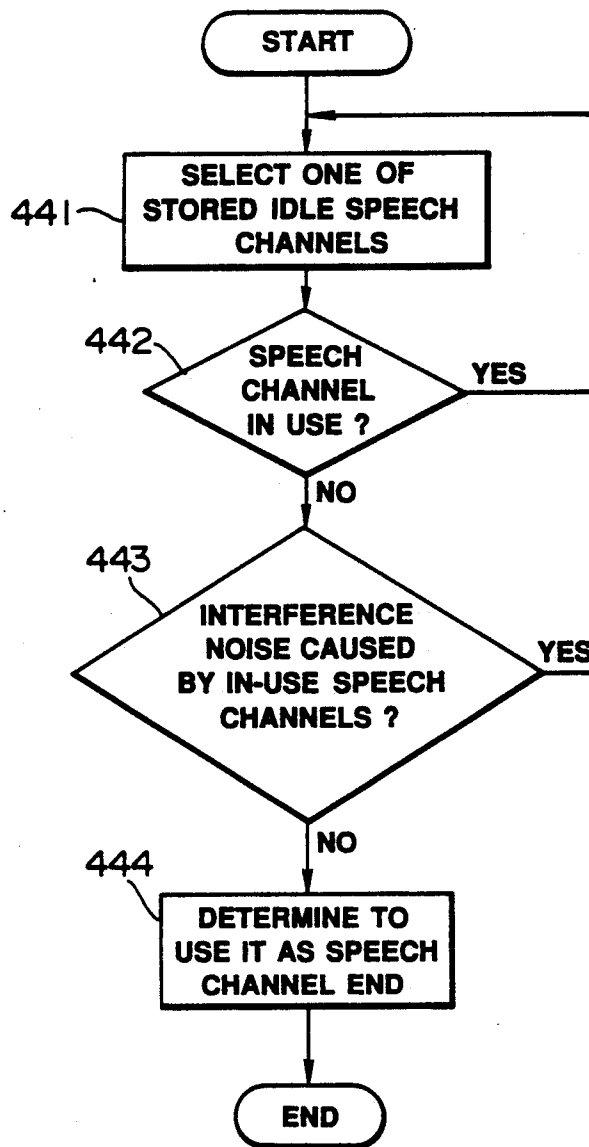 START
441
SELECT ONE OF
STORED IDLE SPEECH
CHANNELS
442
SPEECH
CHANNEL
IN USE ?
YES
NO
443
INTERFERENCE
NOISE CAUSED
BY IN-USE SPEECH
CHANNELS ?
YES
NO
444
DETERMINE TO
USE IT AS SPEECH
CHANNEL END
END